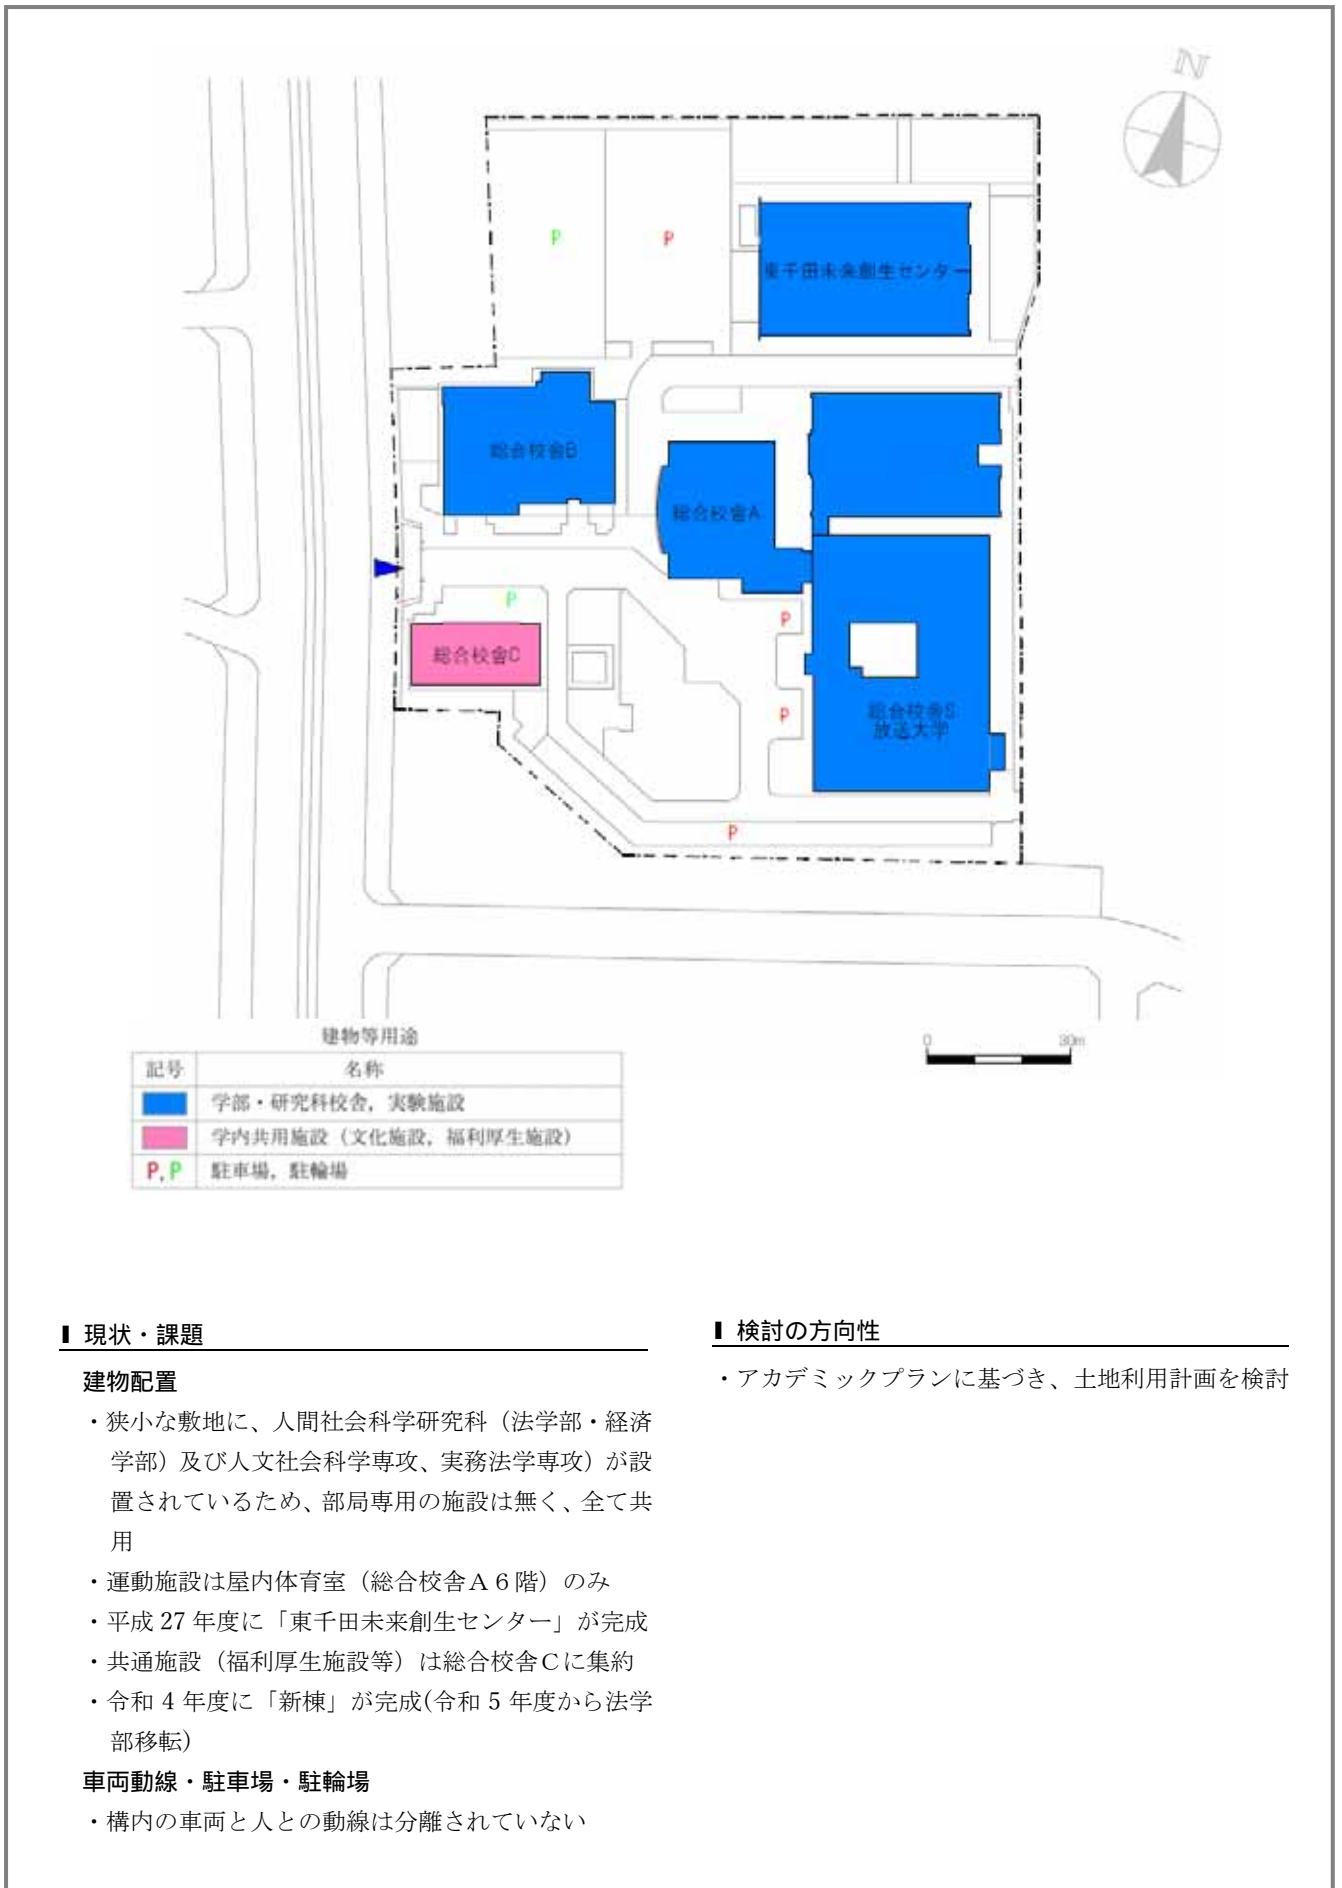 N
P
P
東千田未来創生センター
総合校舎B
総合校舎A
P
総合校舎C
P
P
総合校舎S
放送大学
P
0 30m
建物等用途
記号 名称
学部・研究科校舎，実験施設
学内共用施設（文化施設，福利厚生施設）
P, P 駐車場，駐輪場
現状・課題
建物配置
・狭小な敷地に、人間社会科学研究科（法学部・経済
学部）及び人文社会科学専攻、実務法学専攻）が設
置されているため、部局専用の施設は無く、全て共
用
・運動施設は屋内体育室（総合校舎Ａ６階）のみ
・平成 27 年度に「東千田未来創生センター」が完成
・共通施設（福利厚生施設等）は総合校舎Ｃに集約
・令和 4 年度に「新棟」が完成(令和 5 年度から法学
部移転)
車両動線・駐車場・駐輪場
・構内の車両と人との動線は分離されていない
検討の方向性
・アカデミックプランに基づき、土地利用計画を検討